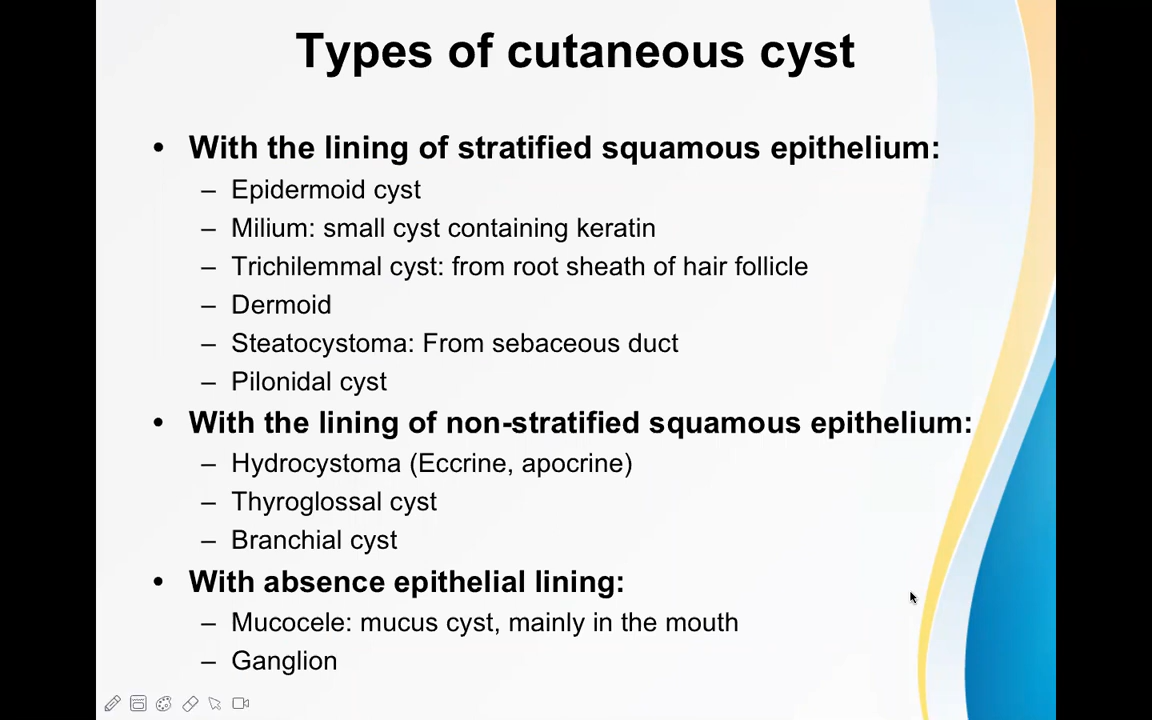 Types of cutaneous cyst
• With the lining of stratified squamous epithelium:
– Epidermoid cyst
– Milium: small cyst containing keratin
– Trichilemmal cyst: from root sheath of hair follicle
– Dermoid
– Steatocystoma: From sebaceous duct
– Pilonidal cyst
• With the lining of non-stratified squamous epithelium:
– Hydrocystoma (Eccrine, apocrine)
– Thyroglossal cyst
– Branchial cyst
• With absence epithelial lining:
– Mucocele: mucus cyst, mainly in the mouth
– Ganglion